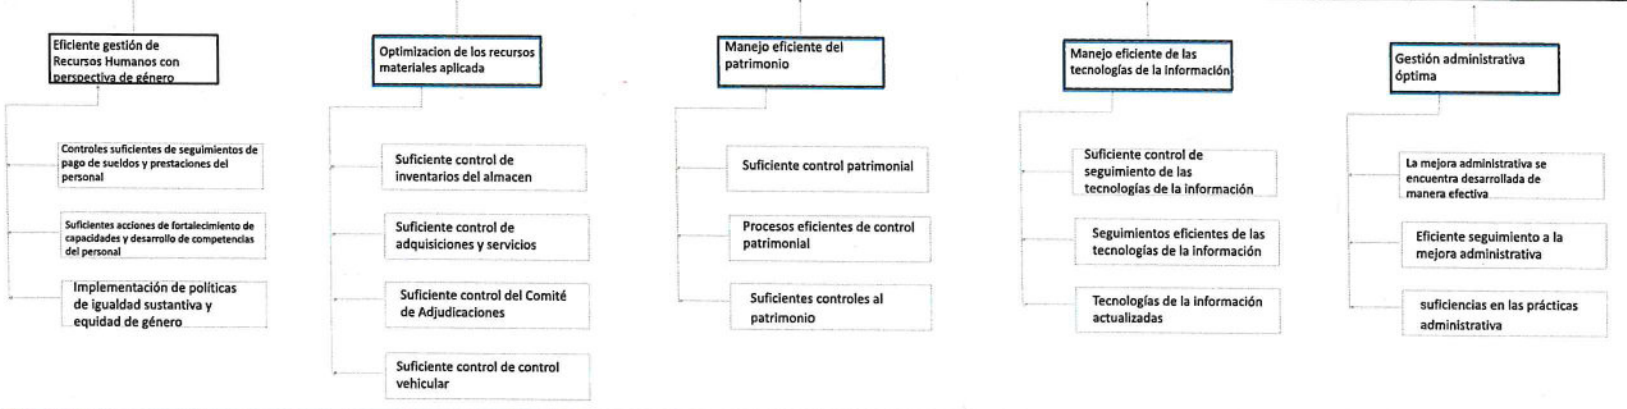 Eficiente gestión de
Recursos Humanos con
perspectiva de género
Controles suficientes de seguimientos de
pago de sueldos y prestaciones del
personal
Suficientes acciones de fortalecimiento de
capacidades y desarrollo de competencias
del personal
Implementación de políticas
de igualdad sustantiva y
equidad de género
Optimizacion de los recursos
materiales aplicada
Suficiente control de
inventarios del almacen
Suficiente control de
adquisiciones y servicios
Suficiente control del Comité
de Adjudicaciones
Suficiente control de control
vehicular
Manejo eficiente del
patrimonio
Suficiente control patrimonial
Procesos eficientes de control
patrimonial
Suficientes controles al
patrimonio
Manejo eficiente de las
tecnologías de la información
Suficiente control de
seguimiento de las
tecnologías de la información
Seguimientos eficientes de las
tecnologías de la información
Tecnologías de la información
actualizadas
Gestión administrativa
óptima
La mejora administrativa se
encuentra desarrollada de
manera efectiva
Eficiente seguimiento a la
mejora administrativa
suficiencias en las prácticas
administrativa